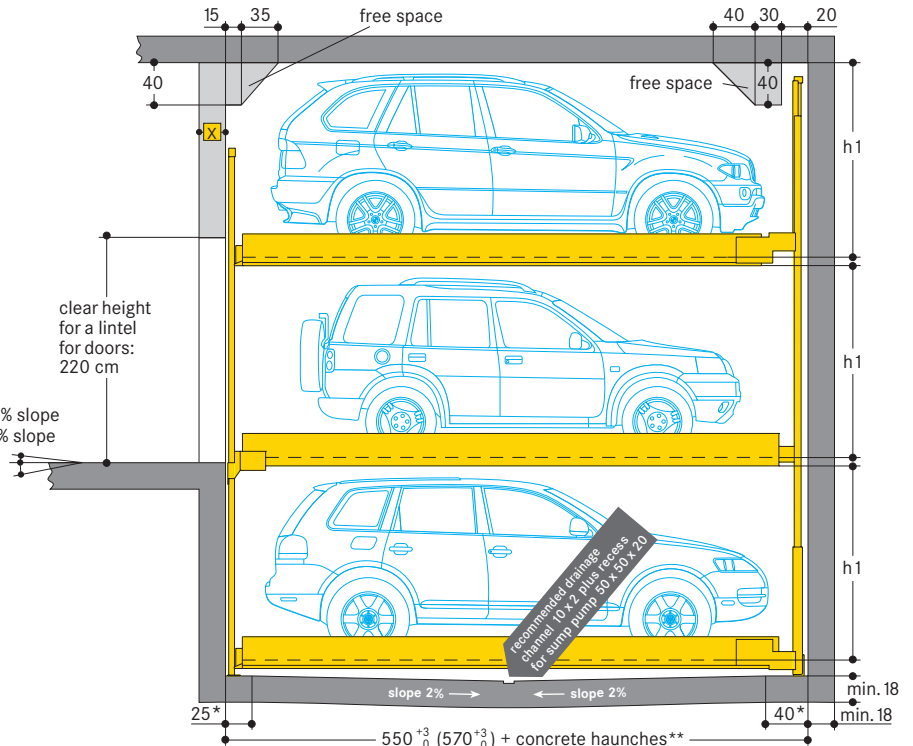 15 35 free space 40 30 20
40 free space 40
X
h1
clear height
for a lintel
for doors:
220 cm
h1
% slope
% slope
h1
recommended drainage
channel 10 x 2 plus recess
for sump pump 50 x 50 x 20
slope 2% slope 2%
min. 18
25* 40* min. 18
550 +3 0 (570 +3 0) + concrete haunches**